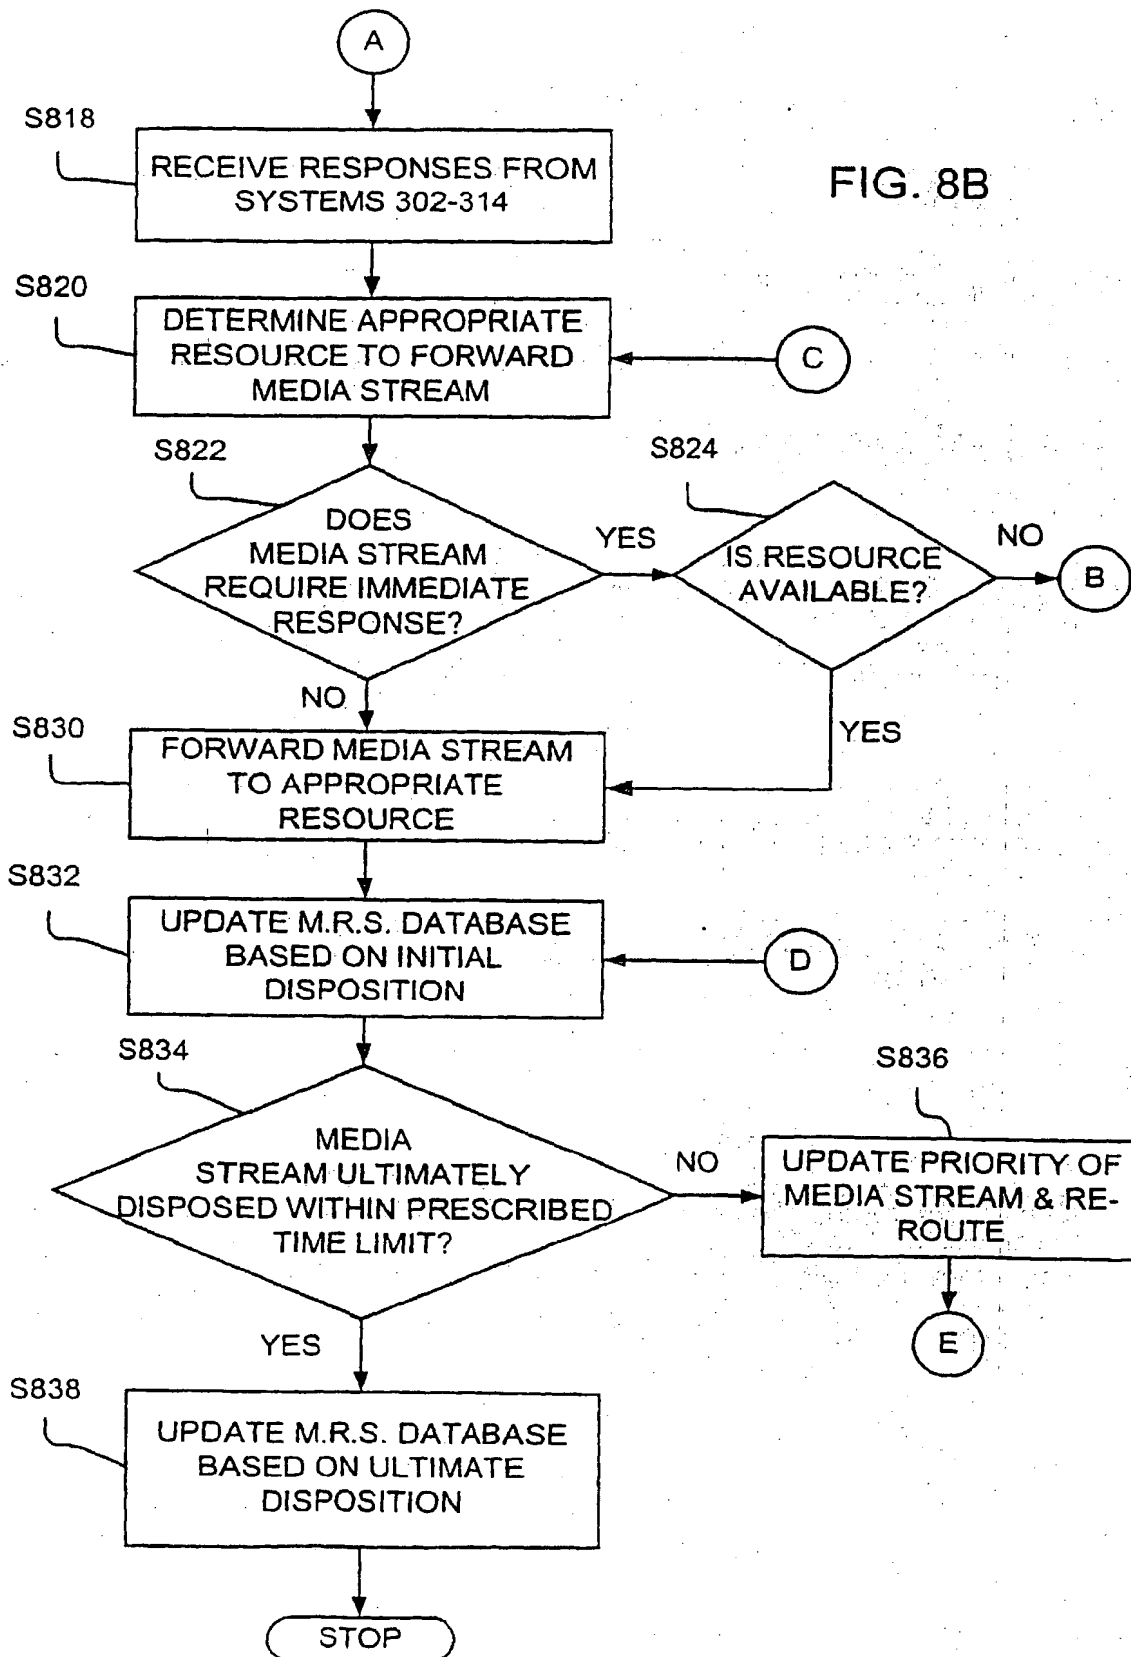 A
S818
RECEIVE RESPONSES FROM
SYSTEMS 302-314
FIG. 8B
S820
DETERMINE APPROPRIATE
RESOURCE TO FORWARD
MEDIA STREAM
C
S822
DOES
MEDIA STREAM
REQUIRE IMMEDIATE
RESPONSE?
YES
S824
IS RESOURCE
AVAILABLE?
NO
B
NO
YES
S830
FORWARD MEDIA STREAM
TO APPROPRIATE
RESOURCE
S832
UPDATE M.R.S. DATABASE
BASED ON INITIAL
DISPOSITION
D
S834
MEDIA
STREAM ULTIMATELY
DISPOSED WITHIN PRESCRIBED
TIME LIMIT?
NO
S836
UPDATE PRIORITY OF
MEDIA STREAM & RE-
ROUTE
E
YES
S838
UPDATE M.R.S. DATABASE
BASED ON ULTIMATE
DISPOSITION
STOP